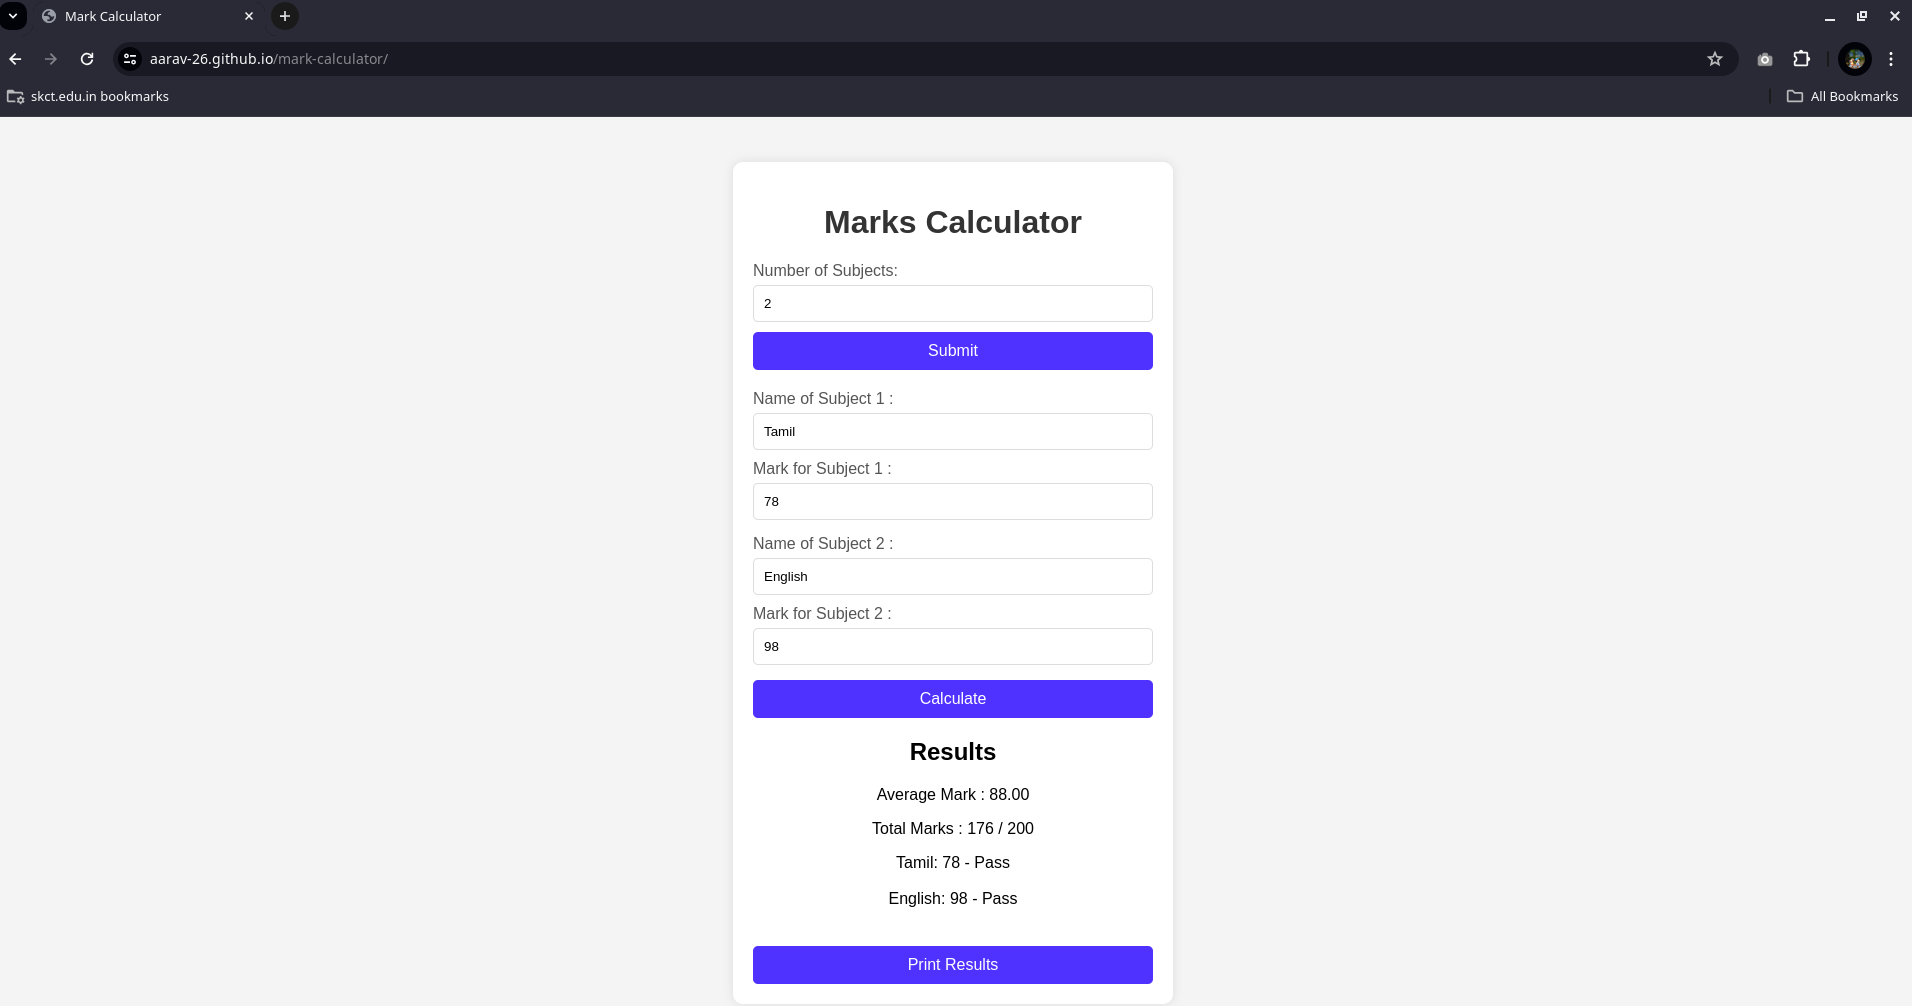 Mark Calculator
aarav-26.github.io/mark-calculator/
skct.edu.in bookmarks
All Bookmarks
Marks Calculator
Number of Subjects:
2
Submit
Name of Subject 1 :
Tamil
Mark for Subject 1 :
78
Name of Subject 2 :
English
Mark for Subject 2 :
98
Calculate
Results
Average Mark : 88.00
Total Marks : 176 / 200
Tamil: 78 - Pass
English: 98 - Pass
Print Results